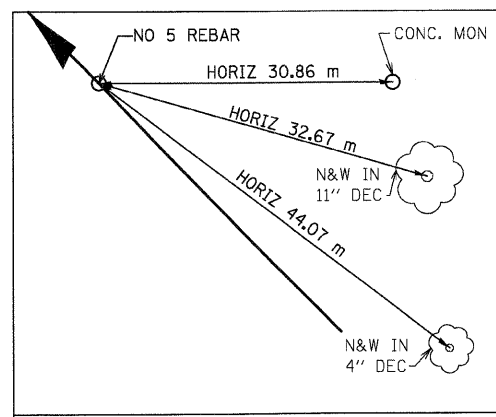 NO 5 REBAR
CONC. MON
HORIZ 30.86 m
HORIZ 32.67 m
N&W IN
11" DEC
HORIZ 44.07 m
N&W IN
4" DEC